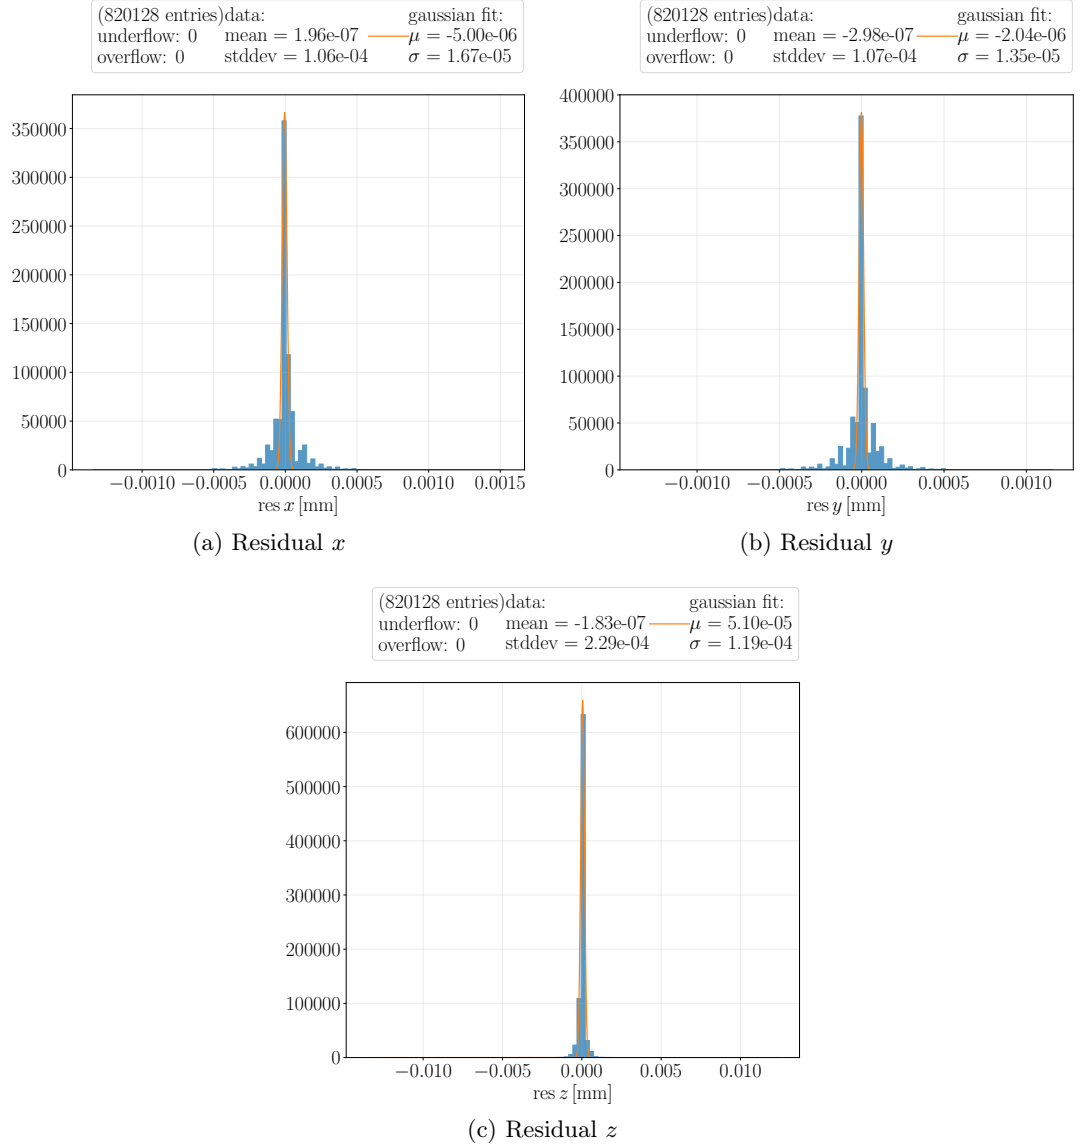 (820128 entries) data: gaussian fit:
underflow: 0 mean = 1.96e-07 μ = -5.00e-06
overflow: 0 stddev = 1.06e-04 σ = 1.67e-05
350000
300000
250000
200000
150000
100000
50000
0
−0.0010 −0.0005 0.0000 0.0005 0.0010 0.0015
res x [mm]
(a) Residual x
(820128 entries) data: gaussian fit:
underflow: 0 mean = -2.98e-07 μ = -2.04e-06
overflow: 0 stddev = 1.07e-04 σ = 1.35e-05
400000
350000
300000
250000
200000
150000
100000
50000
0
−0.0010 −0.0005 0.0000 0.0005 0.0010
res y [mm]
(b) Residual y
(820128 entries) data: gaussian fit:
underflow: 0 mean = -1.83e-07 μ = 5.10e-05
overflow: 0 stddev = 2.29e-04 σ = 1.19e-04
600000
500000
400000
300000
200000
100000
0
−0.010 −0.005 0.000 0.005 0.010
res z [mm]
(c) Residual z